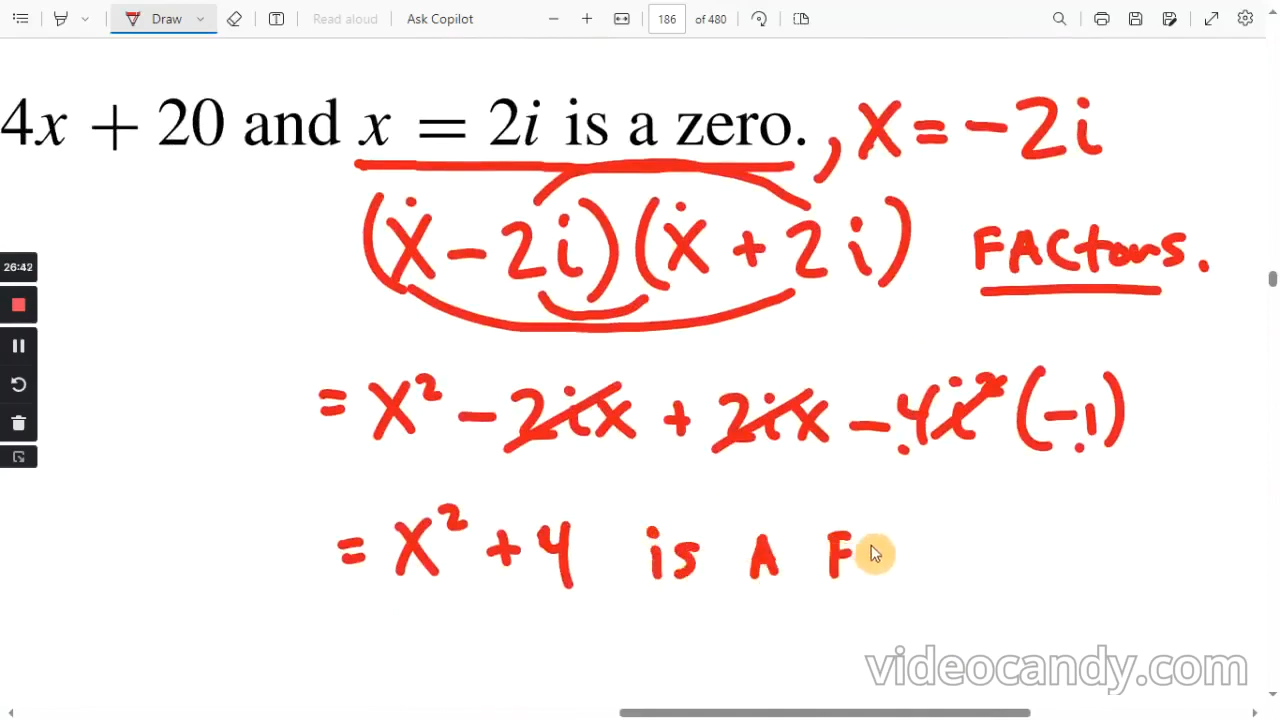 Draw Read aloud Ask Copilot 186 of 480
4x + 20 and x = 2i is a zero. , X = -2i
(X - 2i)(X + 2i) FACtors.
26:42
= X² - 2iX + 2iX - 4i² (-1)
= X² + 4 is A F
videocandy.com